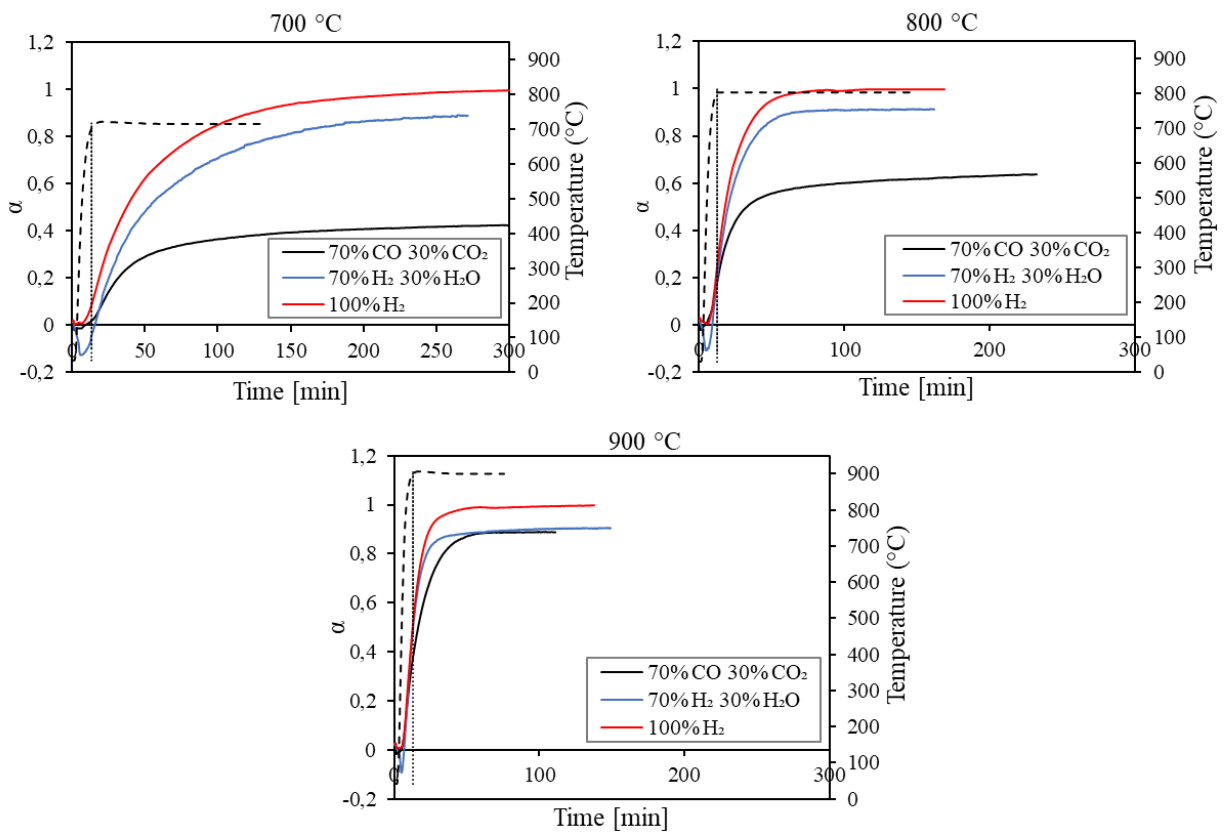 700 °C
1,2
1
0,8
0,6
0,4
0,2
0
-0,2
α
900
800
700
600
500
400
300
200
100
0
Temperature (°C)
70%CO 30%CO₂
70%H₂ 30%H₂O
100%H₂
0 50 100 150 200 250 300
Time [min]
800 °C
1,2
1
0,8
0,6
0,4
0,2
0
-0,2
α
900
800
700
600
500
400
300
200
100
0
Temperature (°C)
70%CO 30%CO₂
70%H₂ 30%H₂O
100%H₂
0 100 200 300
Time [min]
900 °C
1,2
1
0,8
0,6
0,4
0,2
0
-0,2
α
900
800
700
600
500
400
300
200
100
0
Temperature (°C)
70%CO 30%CO₂
70%H₂ 30%H₂O
100%H₂
0 100 200 300
Time [min]